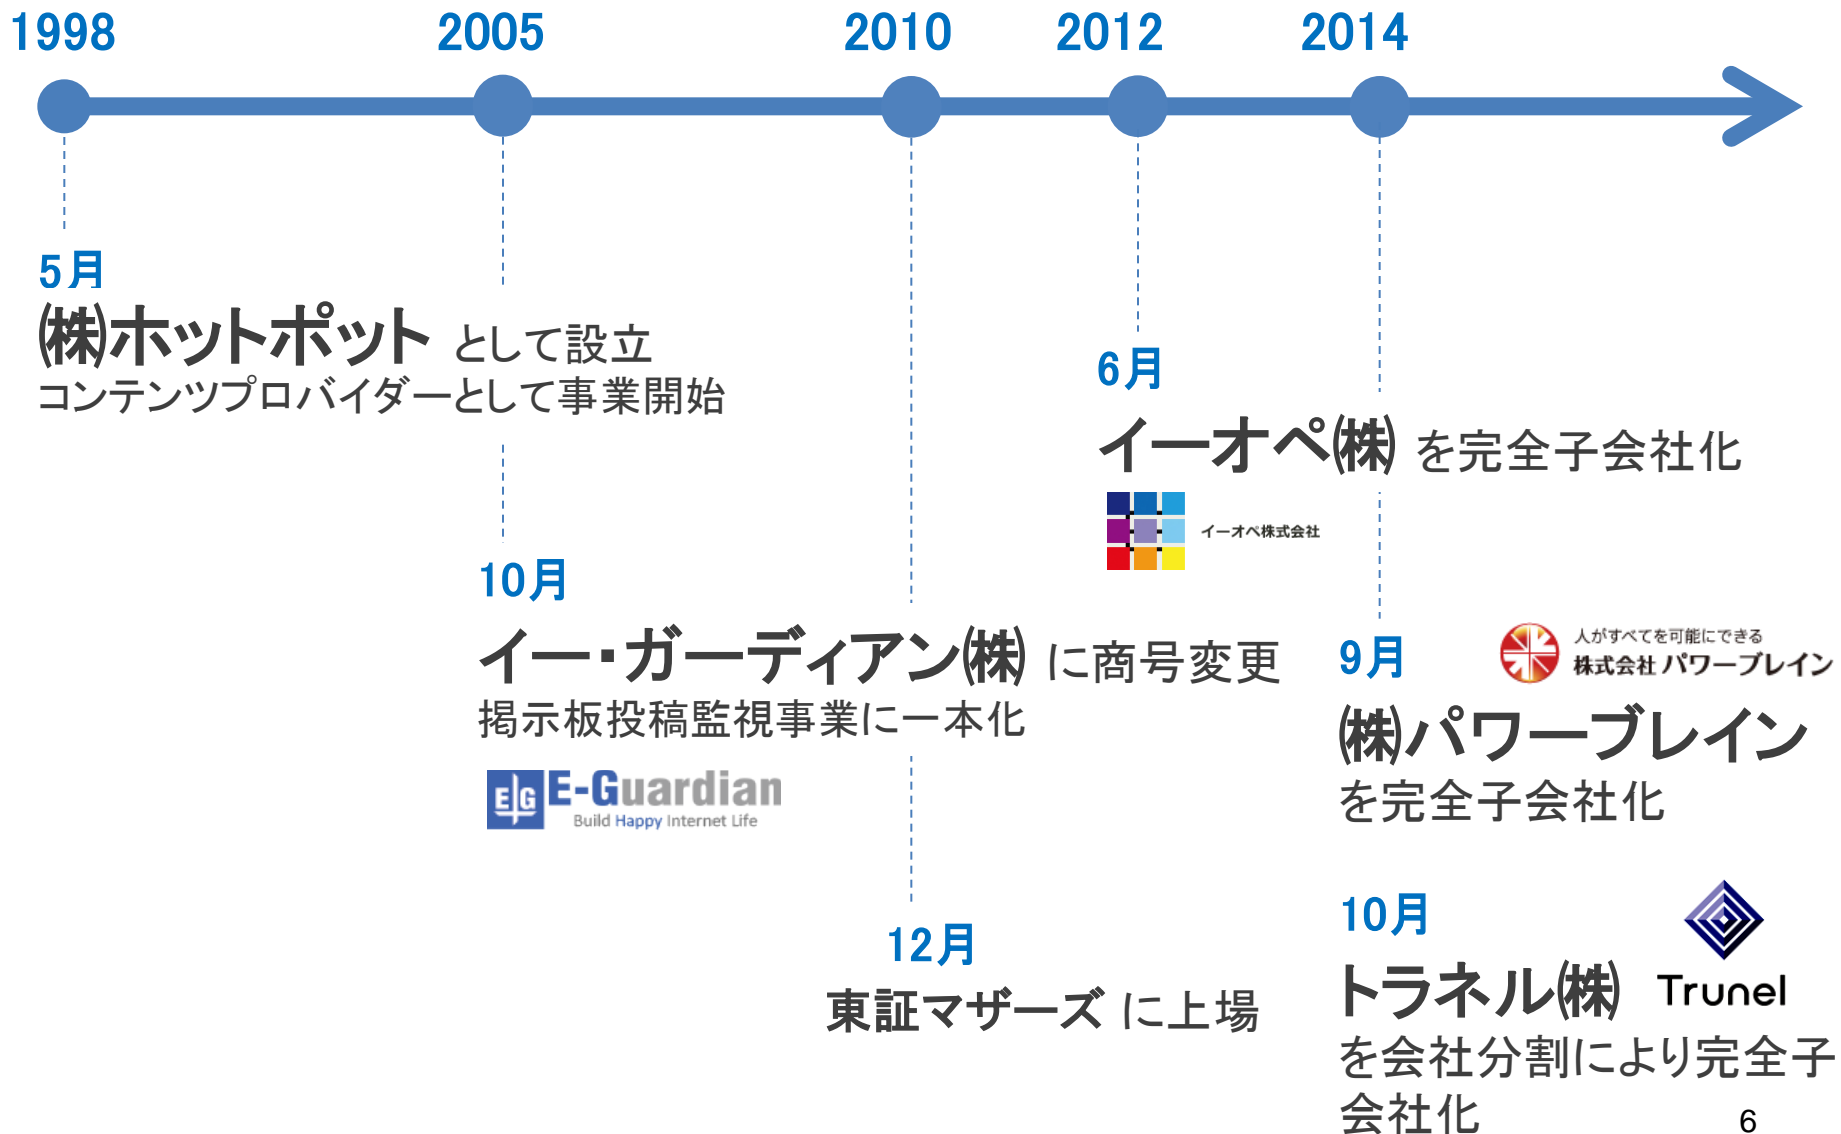 1998
2005
2010
2012
2014
5月
㈱ホットポット として設立
コンテンツプロバイダーとして事業開始
10月
イー・ガーディアン㈱ に商号変更
掲示板投稿監視事業に一本化
EG E-Guardian
Build Happy Internet Life
12月
東証マザーズ に上場
6月
イーオペ㈱ を完全子会社化
イーオペ株式会社
9月
人がすべてを可能にできる
株式会社 パワーブレイン
㈱パワーブレイン
を完全子会社化
10月
トラネル㈱
Trunel
を会社分割により完全子
会社化
6